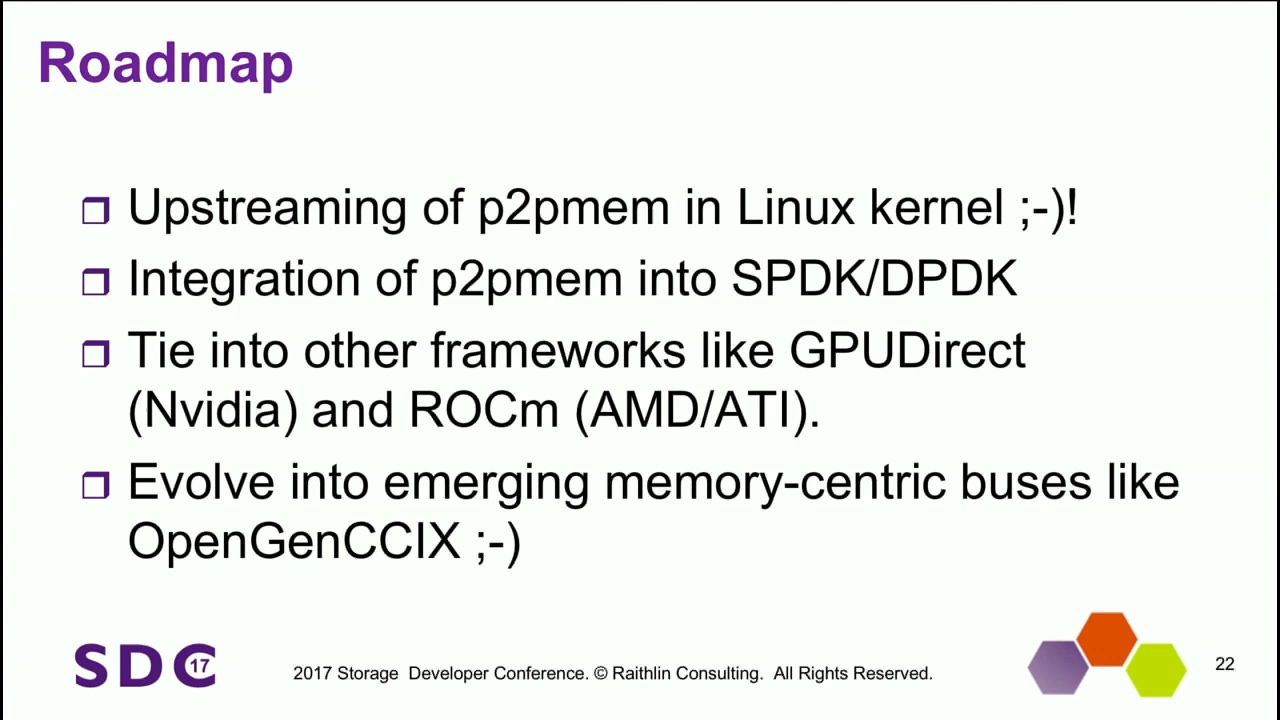 Roadmap
Upstreaming of p2pmem in Linux kernel ;-)!
Integration of p2pmem into SPDK/DPDK
Tie into other frameworks like GPUDirect
(Nvidia) and ROCm (AMD/ATI).
Evolve into emerging memory-centric buses like
OpenGenCCIX ;-)
SDC 17
2017 Storage Developer Conference. © Raithlin Consulting. All Rights Reserved.
22